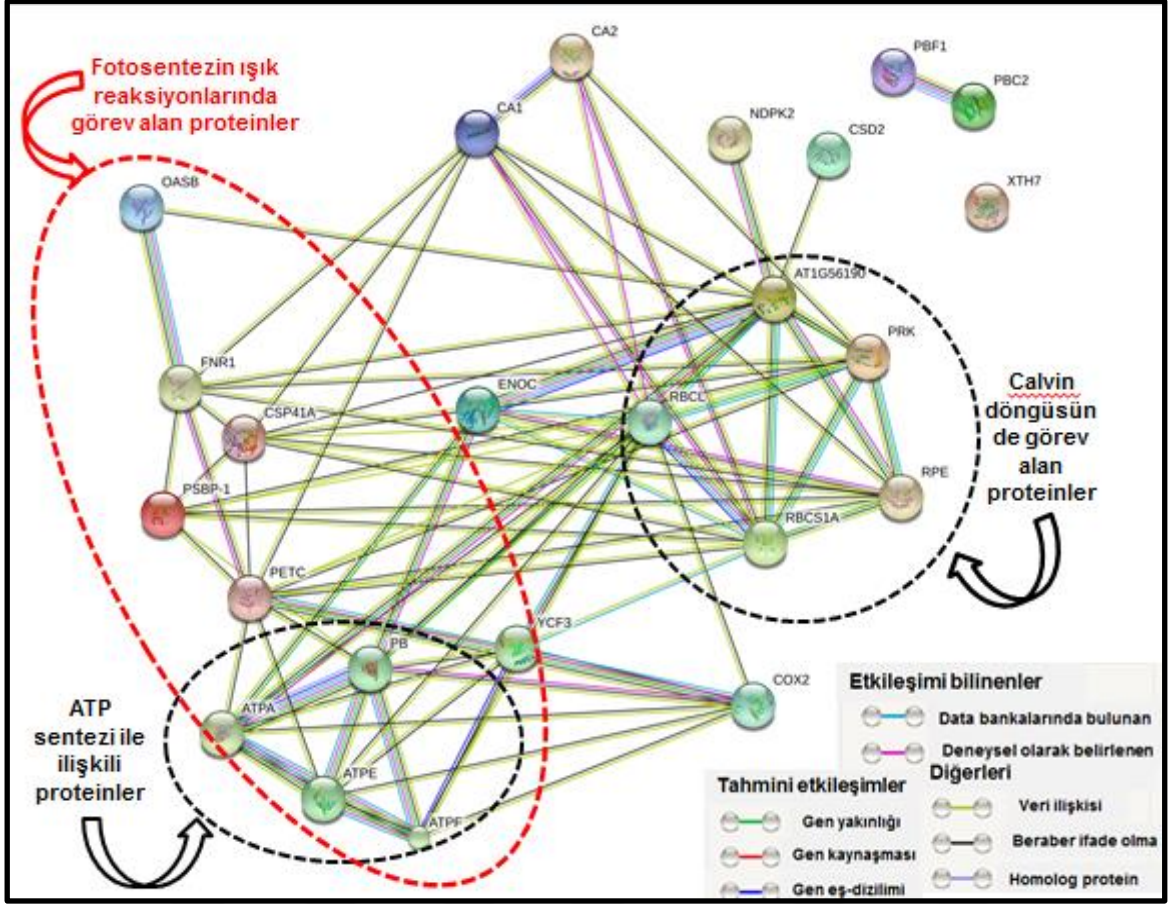 Fotosentezin ışık
reaksiyonlarında
görev alan proteinler
CA2
PBF1
PBC2
CA1
NDPK2
CSD2
OASB
XTH7
AT1G56190
PRK
FNR1
ENOC
RBCL
CSP41A
Calvin
döngüsün
de görev
alan
proteinler
PSBP-1
RPE
RBCS1A
PETC
YCF3
PB
COX2
ATPA
ATPE
ATPF
ATP
sentezi ile
ilişkili
proteinler
Etkileşimi bilinenler
Data bankalarında bulunan
Deneysel olarak belirlenen
Tahmini etkileşimler
Gen yakınlığı
Gen kaynaşması
Gen eş-dizilimi
Diğerleri
Veri ilişkisi
Beraber ifade olma
Homolog protein